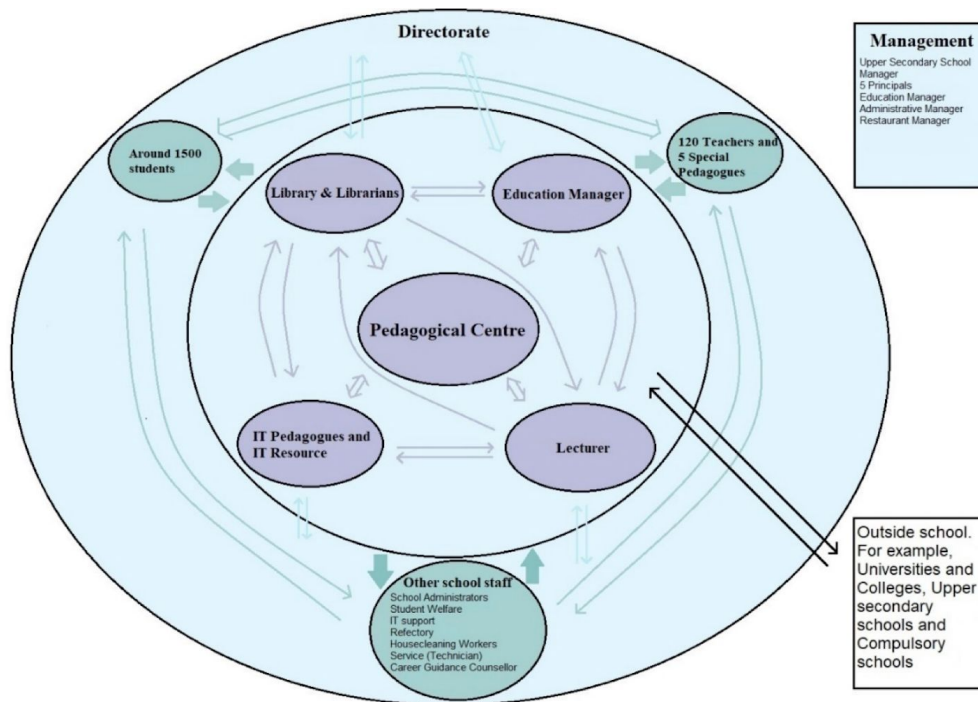 Directorate
Management
Upper Secondary School
Manager
5 Principals
Education Manager
Administrative Manager
Restaurant Manager
Around 1500
students
120 Teachers and
5 Special
Pedagogues
Library & Librarians
Education Manager
Pedagogical Centre
IT Pedagogues and
IT Resource
Lecturer
Other school staff
School Administrators
Student Welfare
IT support
Refectory
Housecleaning Workers
Service (Technician)
Career Guidance Counsellor
Outside school.
For example,
Universities and
Colleges, Upper
secondary
schools and
Compulsory
schools